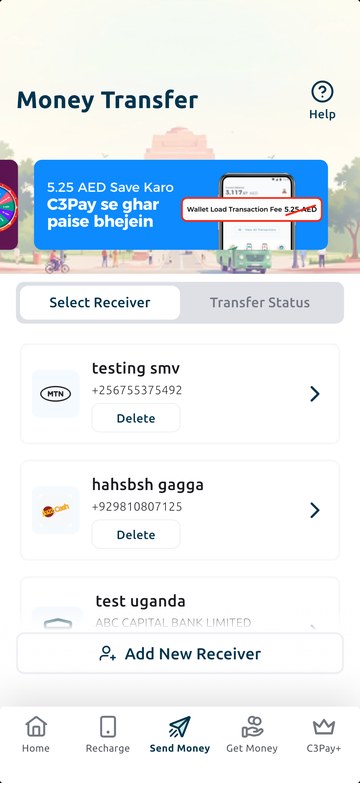 Money Transfer
Help
5.25 AED Save Karo
C3Pay se ghar
paise bhejein
Wallet Load Transaction Fee 5.25 AED
Select Receiver
Transfer Status
testing smv
MTN
+256755375492
Delete
hahsbsh gagga
+929810807125
Delete
test uganda
ABC CAPITAL BANK LIMITED
Add New Receiver
Home
Recharge
Send Money
Get Money
C3Pay+